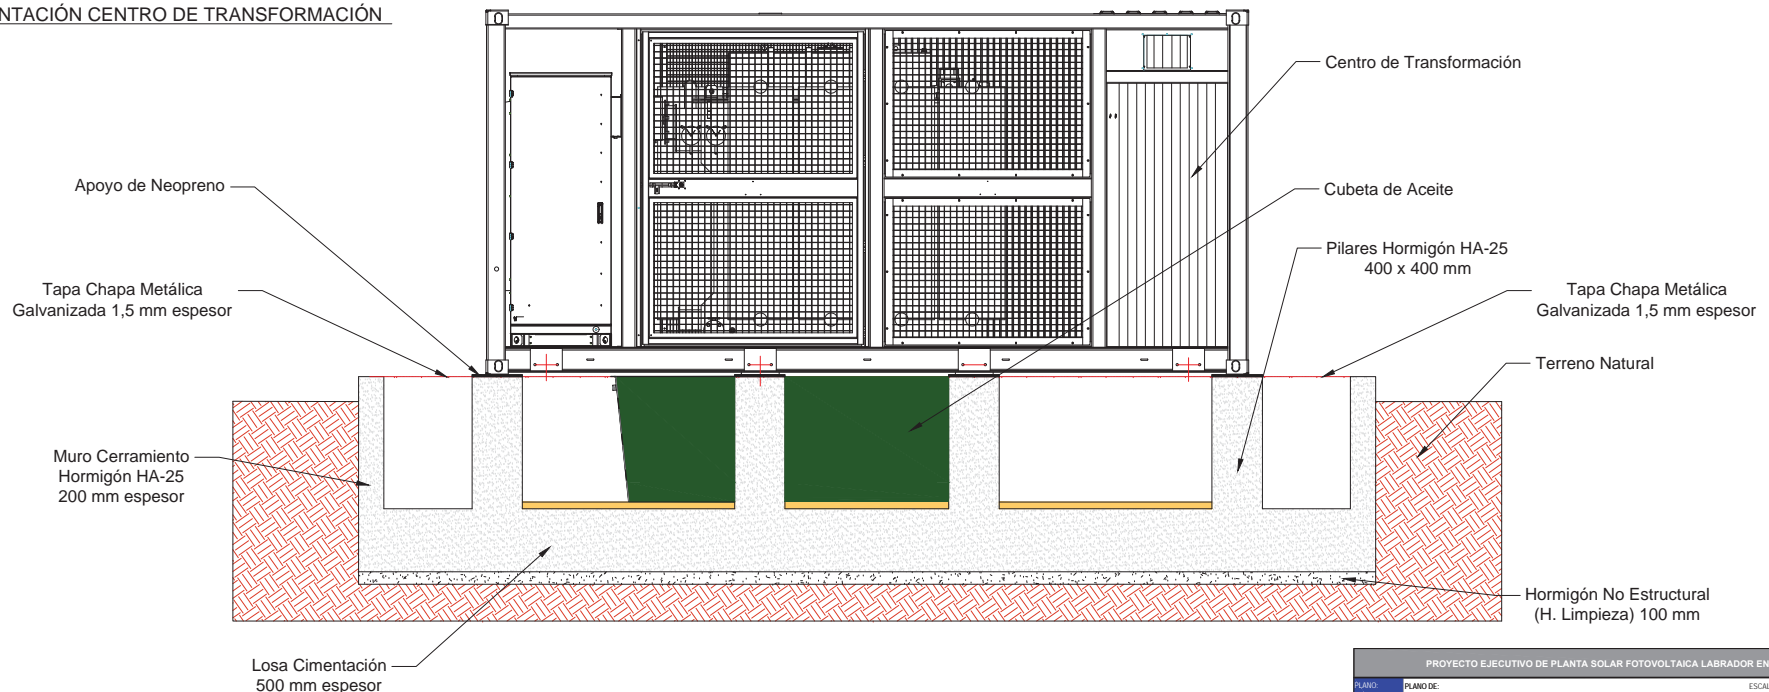 NTACIÓN CENTRO DE TRANSFORMACIÓN
Centro de Transformación
Apoyo de Neopreno
Cubeta de Aceite
Pilares Hormigón HA-25
400 x 400 mm
Tapa Chapa Metálica
Galvanizada 1,5 mm espesor
Tapa Chapa Metálica
Galvanizada 1,5 mm espesor
Terreno Natural
Muro Cerramiento
Hormigón HA-25
200 mm espesor
Hormigón No Estructural
(H. Limpieza) 100 mm
Losa Cimentación
500 mm espesor
PROYECTO EJECUTIVO DE PLANTA SOLAR FOTOVOLTAICA LABRADOR EN
PLANO: PLANO DE: ESCAL